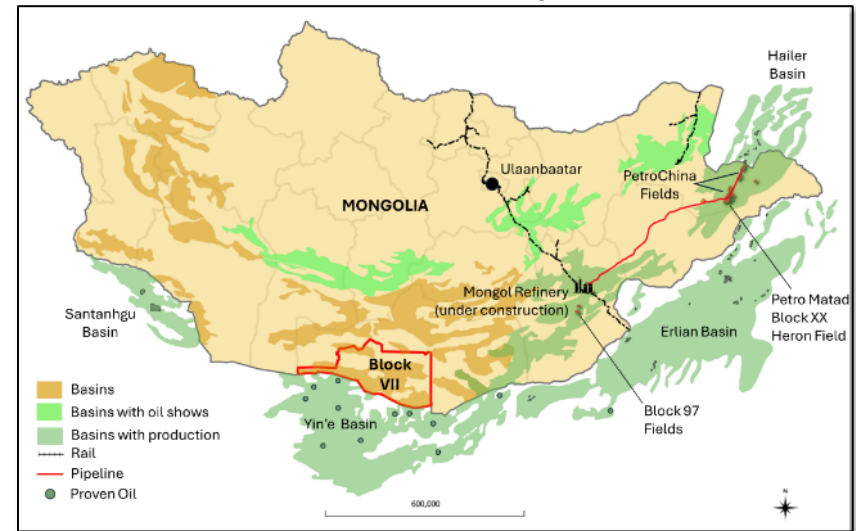 Hailer
Basin
Ulaanbaatar
PetroChina
Fields
MONGOLIA
Mongol Refinery
(under construction)
Santanhgu
Basin
Petro Matad
Block XX
Heron Field
Erlian Basin
Block
VII
Basins
Basins with oil shows
Basins with production
Rail
Pipeline
Proven Oil
Yin'e Basin
Block 97
Fields
600,000
N